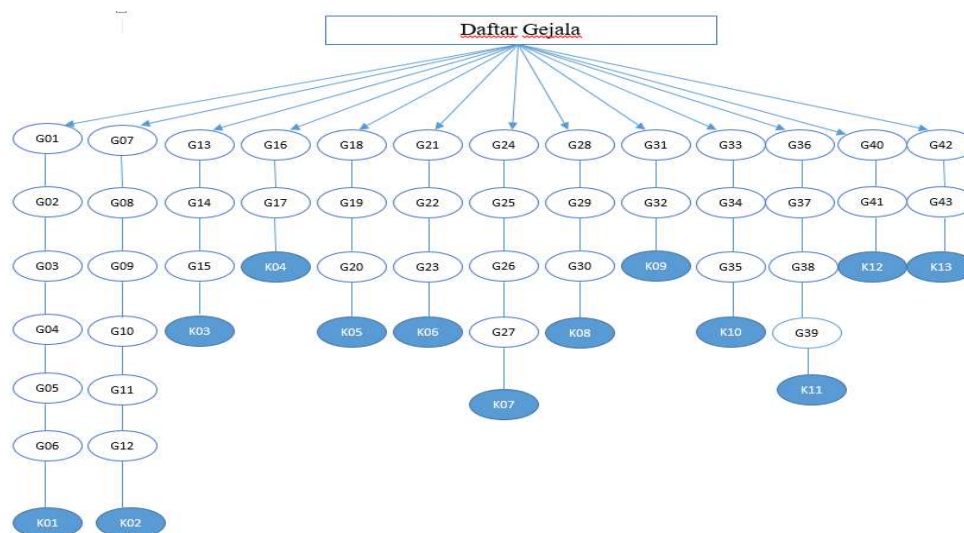 Daftar Gejala
G01 G07 G13 G16 G18 G21 G24 G28 G31 G33 G36 G40 G42
G02 G08 G14 G17 G19 G22 G25 G29 G32 G34 G37 G41 G43
G03 G09 G15 K04 G20 G23 G26 G30 K09 G35 G38 K12 K13
G04 G10 K03 K05 K06 G27 K08 K10 G39
G05 G11 K07 K11
G06 G12
K01 K02